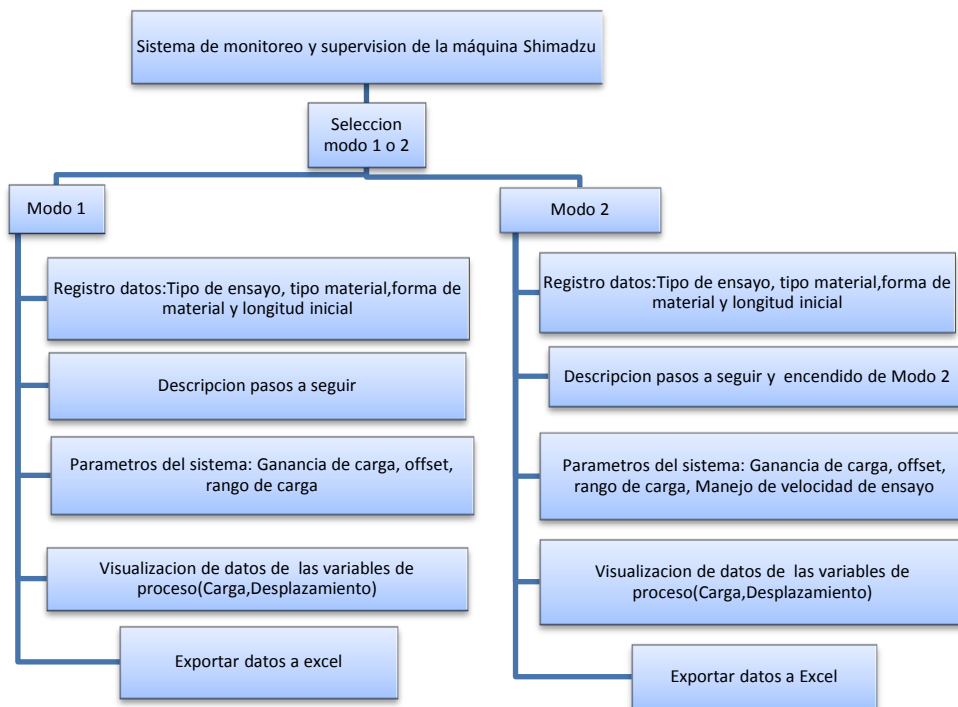 Sistema de monitoreo y supervision de la máquina Shimadzu
Seleccion
modo 1 o 2
Modo 1
Registro datos:Tipo de ensayo, tipo material,forma de
material y longitud inicial
Descripcion pasos a seguir
Parametros del sistema: Ganancia de carga, offset,
rango de carga
Visualizacion de datos de  las variables de
proceso(Carga,Desplazamiento)
Exportar datos a excel
Modo 2
Registro datos:Tipo de ensayo, tipo material,forma de
material y longitud inicial
Descripcion pasos a seguir y  encendido de Modo 2
Parametros del sistema: Ganancia de carga, offset,
rango de carga, Manejo de velocidad de ensayo
Visualizacion de datos de  las variables de
proceso(Carga,Desplazamiento)
Exportar datos a Excel